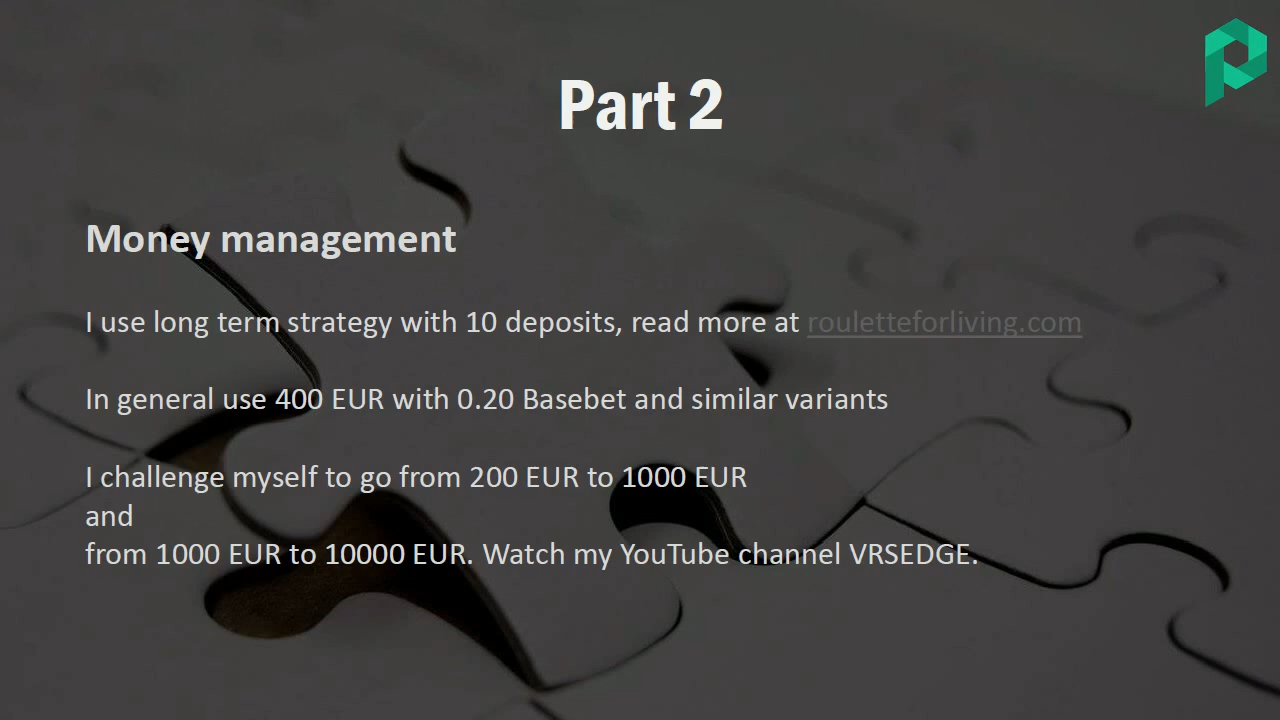 Part 2
Money management
I use long term strategy with 10 deposits, read more at rouletteforliving.com
In general use 400 EUR with 0.20 Basebet and similar variants
I challenge myself to go from 200 EUR to 1000 EUR
and
from 1000 EUR to 10000 EUR. Watch my YouTube channel VRSEDGE.